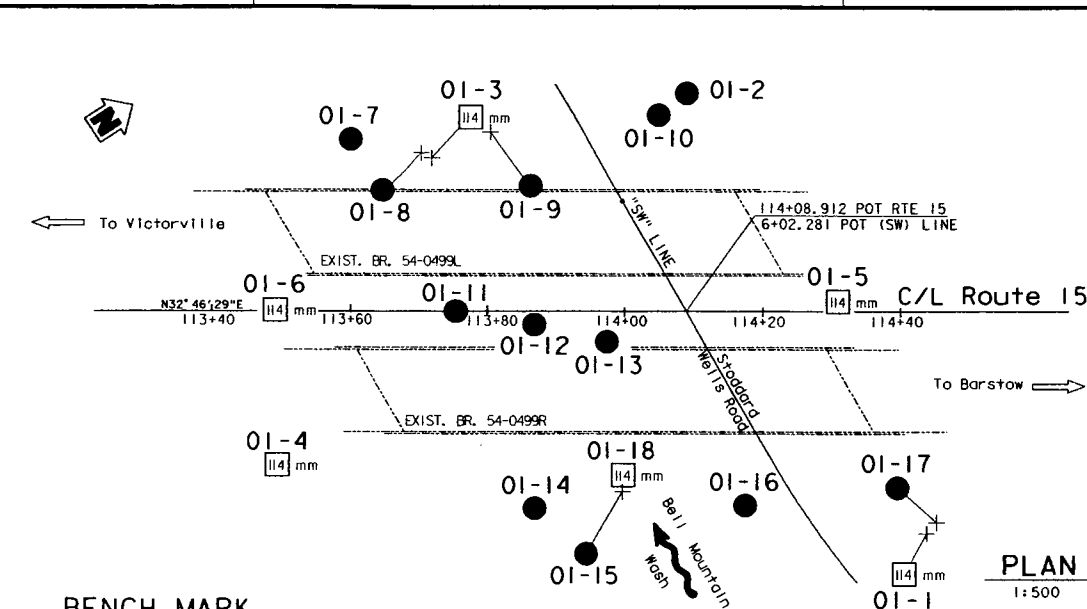 N
01-3
114 mm
01-2
01-7
01-10
01-8
01-9
To Victorville
"SW" LINE
114+08.912 POT RTE 15
6+02.281 POT (SW) LINE
EXIST. BR. 54-0499L
01-6
114 mm
01-11
01-5
114 mm
C/L Route 15
N32°46'29"E
113+40
113+60
113+80
114+00
114+20
114+40
01-12
01-13
Stoddard
Wells Road
To Barstow
EXIST. BR. 54-0499R
01-4
114 mm
01-18
114 mm
01-17
01-14
01-16
Bell Mountain
Wash
01-15
114 mm
01-1
PLAN
1:500
BENCH MARK